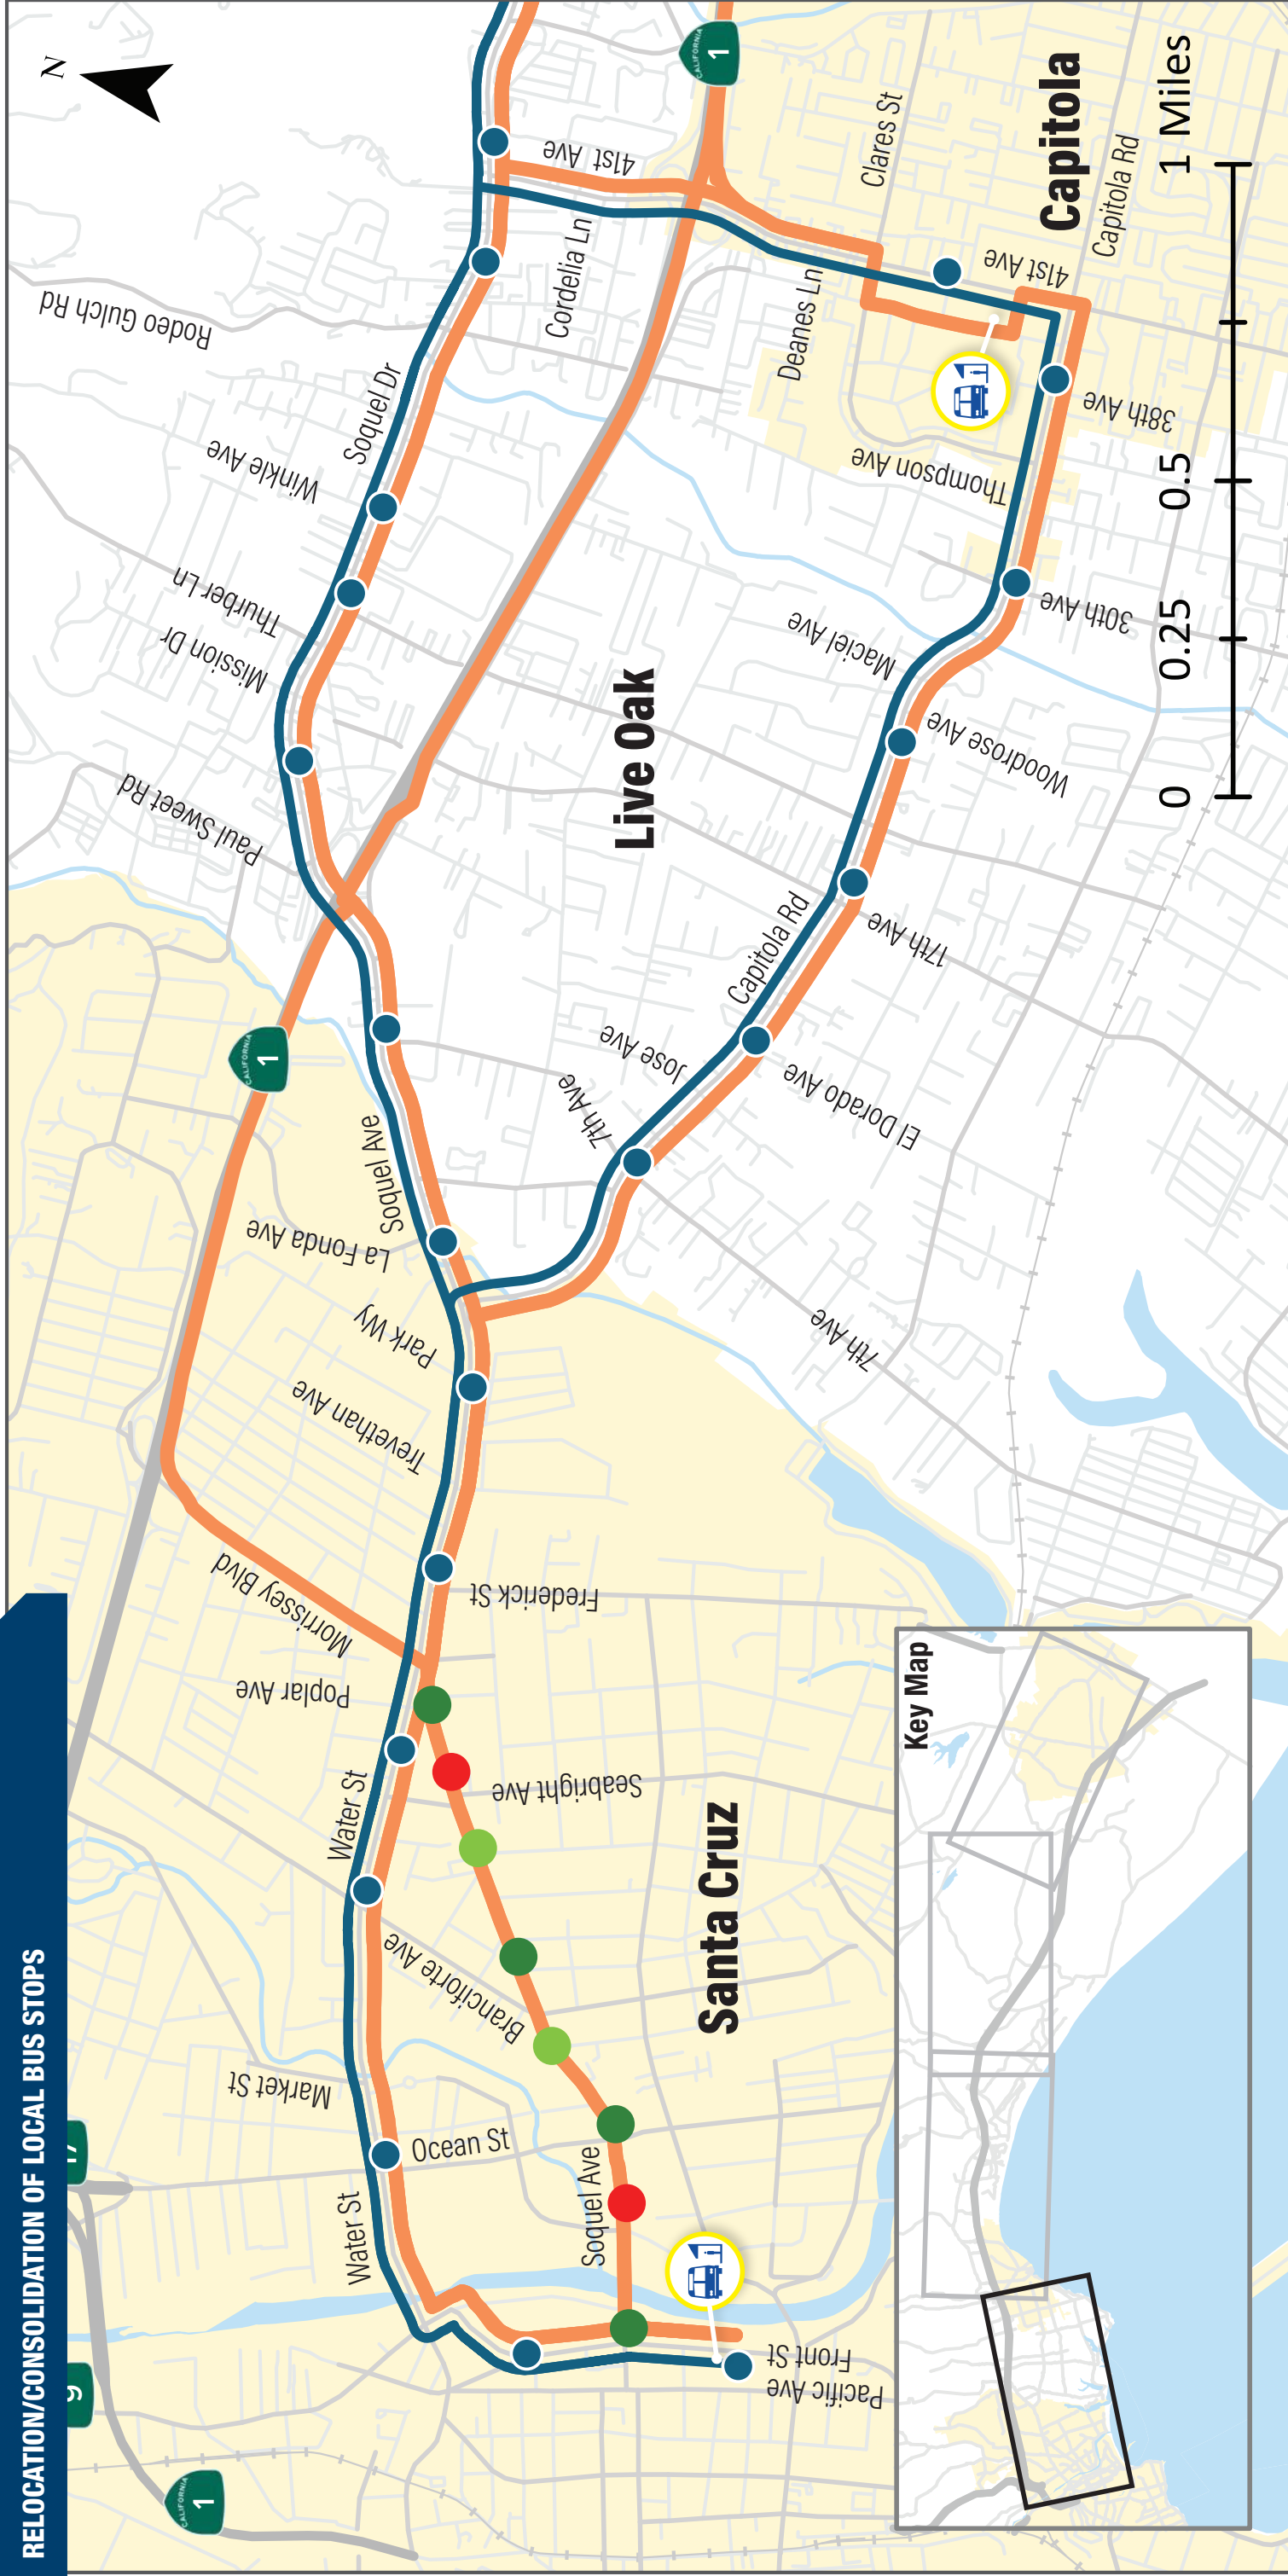 RELOCATION/CONSOLIDATION OF LOCAL BUS STOPS
N
CALIFORNIA
1
9
17
CALIFORNIA
1
CALIFORNIA
1
Rodeo Gulch Rd
Soquel Dr
Winkle Ave
Thurber Ln
Mission Dr
Paul Sweet Rd
41st Ave
Cordelia Ln
Clares St
Deanes Ln
41st Ave
Capitola
Capitola Rd
38th Ave
Thompson Ave
30th Ave
Maciel Ave
Woodrose Ave
Live Oak
17th Ave
Capitola Rd
Jose Ave
El Dorado Ave
7th Ave
7th Ave
Soquel Ave
La Fonda Ave
Park Wy
Trevethan Ave
Frederick St
Morrissey Blvd
Poplar Ave
Seabright Ave
Water St
Branciforte Ave
Market St
Ocean St
Water St
Soquel Ave
Santa Cruz
Front St
Pacific Ave
Key Map
0
0.25
0.5
1 Miles